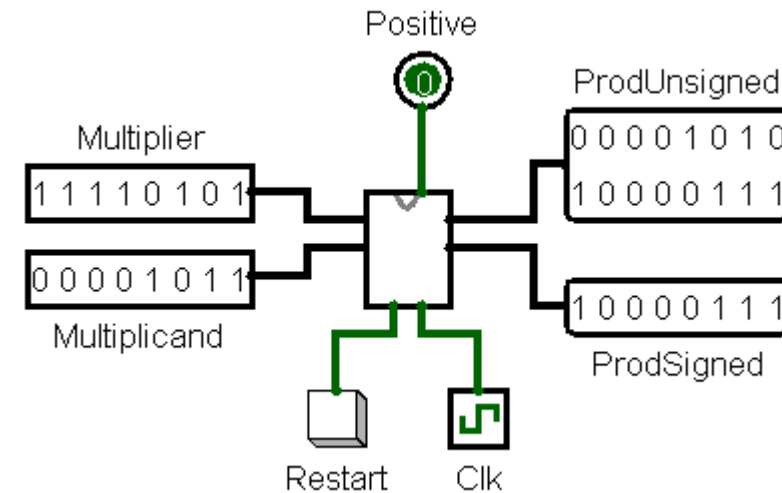 Positive
0
ProdUnsigned
0 0 0 0 1 0 1 0
1 0 0 0 0 1 1 1
Multiplier
1 1 1 1 0 1 0 1
0 0 0 0 1 0 1 1
Multiplicand
1 0 0 0 0 1 1 1
ProdSigned
Restart
Clk